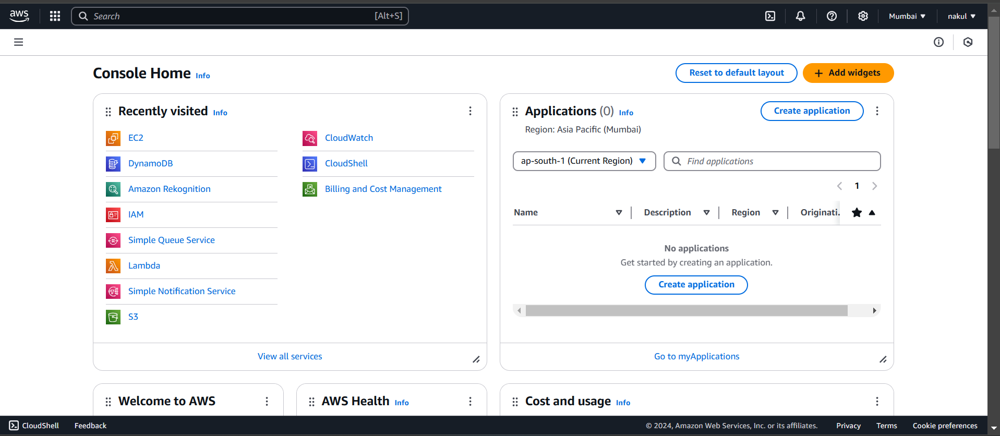 aws
Search [Alt+S]
Mumbai
nakul
Console Home Info
Reset to default layout
Add widgets
Recently visited Info
EC2
DynamoDB
Amazon Rekognition
IAM
Simple Queue Service
Lambda
Simple Notification Service
S3
CloudWatch
CloudShell
Billing and Cost Management
View all services
Applications (0) Info
Create application
Region: Asia Pacific (Mumbai)
ap-south-1 (Current Region)
Find applications
1
Name Description Region Originati.
No applications
Get started by creating an application.
Create application
Go to myApplications
Welcome to AWS
AWS Health Info
Cost and usage Info
CloudShell Feedback © 2024, Amazon Web Services, Inc. or its affiliates. Privacy Terms Cookie preferences